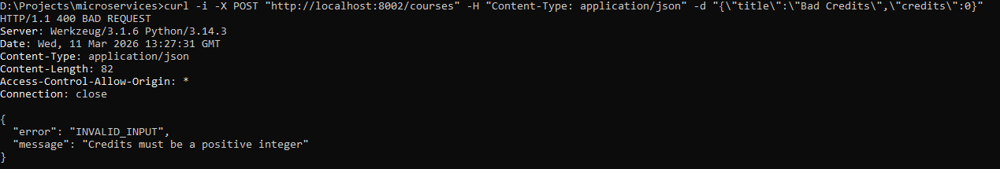 D:\Projects\microservices>curl -i -X POST "http://localhost:8002/courses" -H "Content-Type: application/json" -d "{\"title\":\"Bad Credits\",\"credits\":0}"
HTTP/1.1 400 BAD REQUEST
Server: Werkzeug/3.1.6 Python/3.14.3
Date: Wed, 11 Mar 2026 13:27:31 GMT
Content-Type: application/json
Content-Length: 82
Access-Control-Allow-Origin: *
Connection: close

{
  "error": "INVALID_INPUT",
  "message": "Credits must be a positive integer"
}